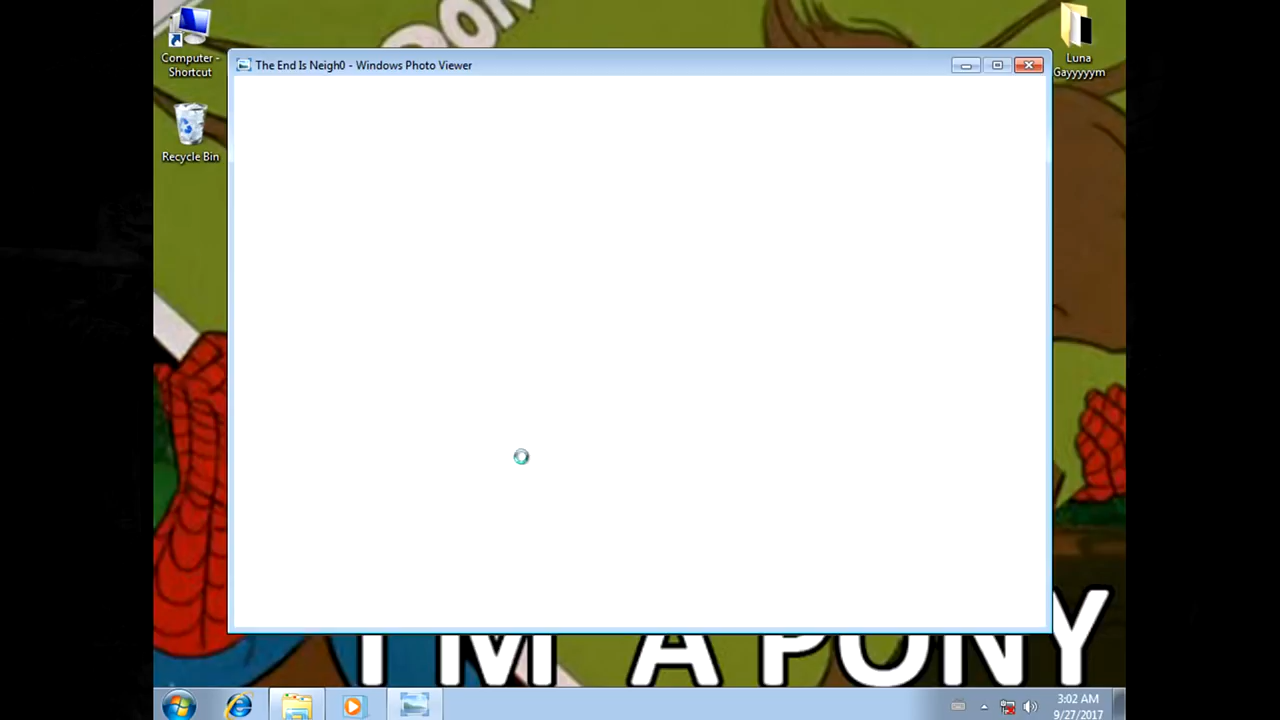 DON
Computer -
Shortcut
Recycle Bin
The End Is Neigh0 - Windows Photo Viewer
Luna
Gayyyyym
I'M A PONY
3:02 AM
9/27/2017